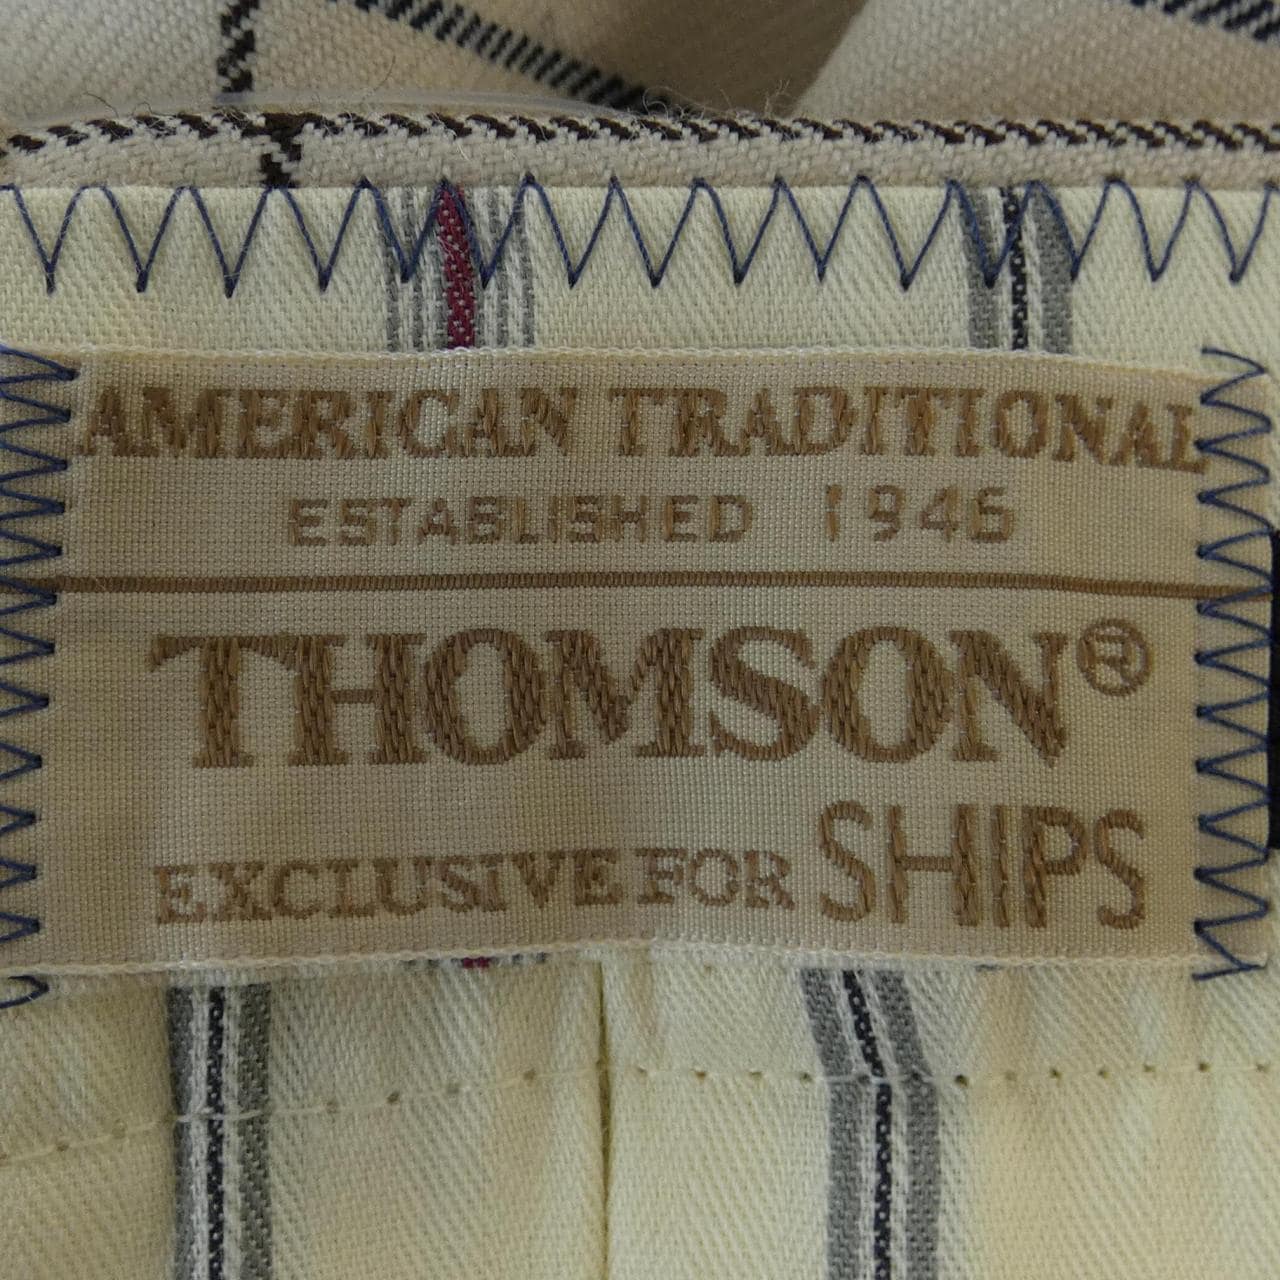 AMERICAN TRADITIONAL
ESTABLISHED 1946
THOMSON®
EXCLUSIVE FOR SHIPS